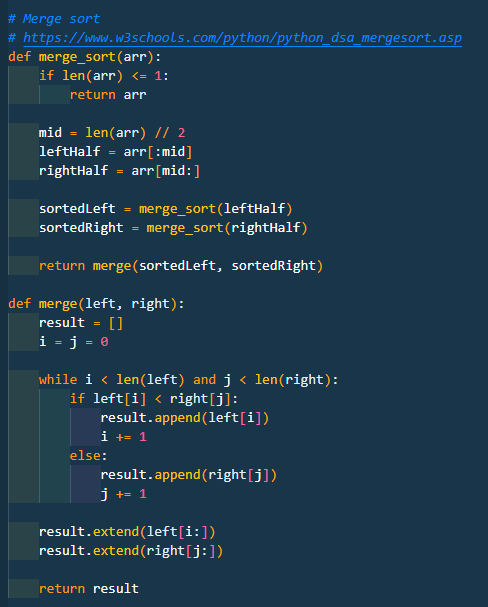 # Merge sort
# https://www.w3schools.com/python/python_dsa_mergesort.asp
def merge_sort(arr):
    if len(arr) <= 1:
        return arr

    mid = len(arr) // 2
    leftHalf = arr[:mid]
    rightHalf = arr[mid:]

    sortedLeft = merge_sort(leftHalf)
    sortedRight = merge_sort(rightHalf)

    return merge(sortedLeft, sortedRight)

def merge(left, right):
    result = []
    i = j = 0

    while i < len(left) and j < len(right):
        if left[i] < right[j]:
            result.append(left[i])
            i += 1
        else:
            result.append(right[j])
            j += 1

    result.extend(left[i:])
    result.extend(right[j:])

    return result